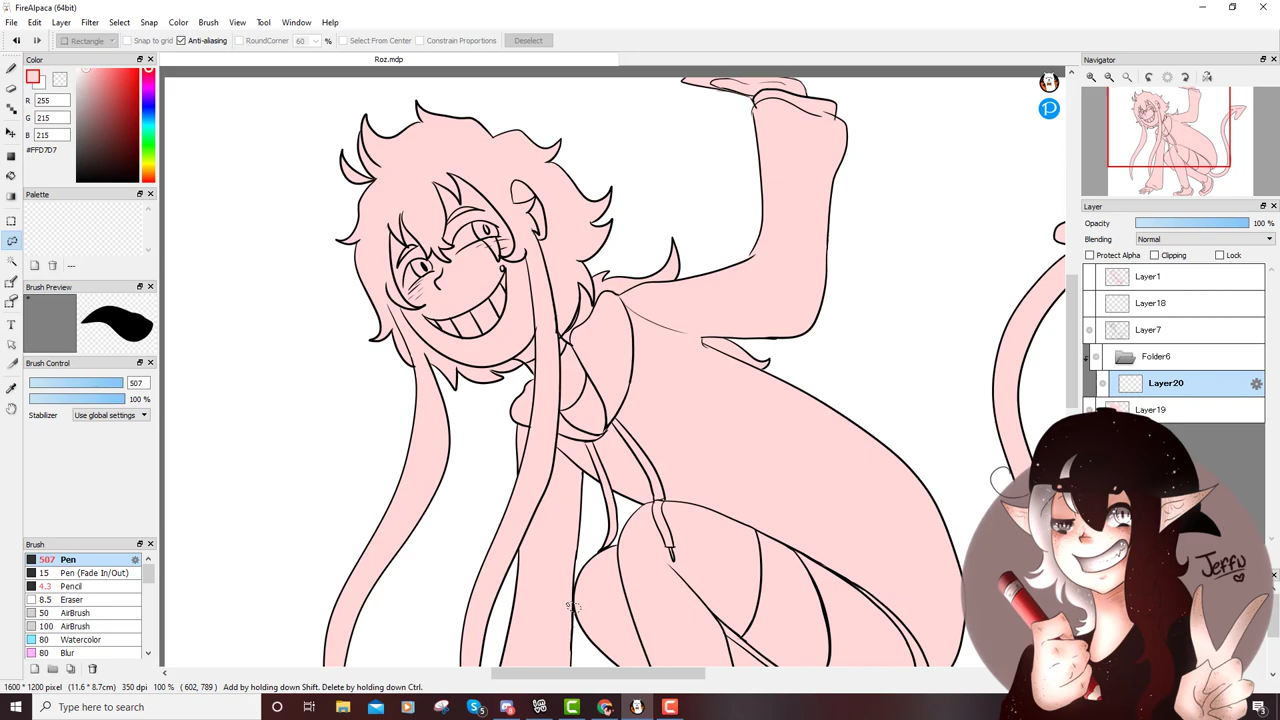 FireAlpaca (64bit)
File Edit Layer Filter Select Snap Color Brush View Tool Window Help
Rectangle Snap to grid Anti-aliasing RoundCorner 60 % Select From Center Constrain Proportions Deselect
Color
Roz.mdp
Navigator
R 255
G 215
B 215
#FFD7D7
Palette
---
Brush Preview
Brush Control
507
100 %
Stabilizer Use global settings
Brush
507 Pen
15 Pen (Fade In/Out)
4.3 Pencil
8.5 Eraser
50 AirBrush
100 AirBrush
80 Watercolor
80 Blur
P
Layer
Opacity 100 %
Blending Normal
Protect Alpha Clipping Lock
Layer1
Layer18
Layer7
Folder6
Layer20
Layer19
Jeffu
1600 * 1200 pixel (11.6 * 8.7cm) 350 dpi 100 % ( 602, 789 ) Add by holding down Shift. Delete by holding down Ctrl.
Type here to search